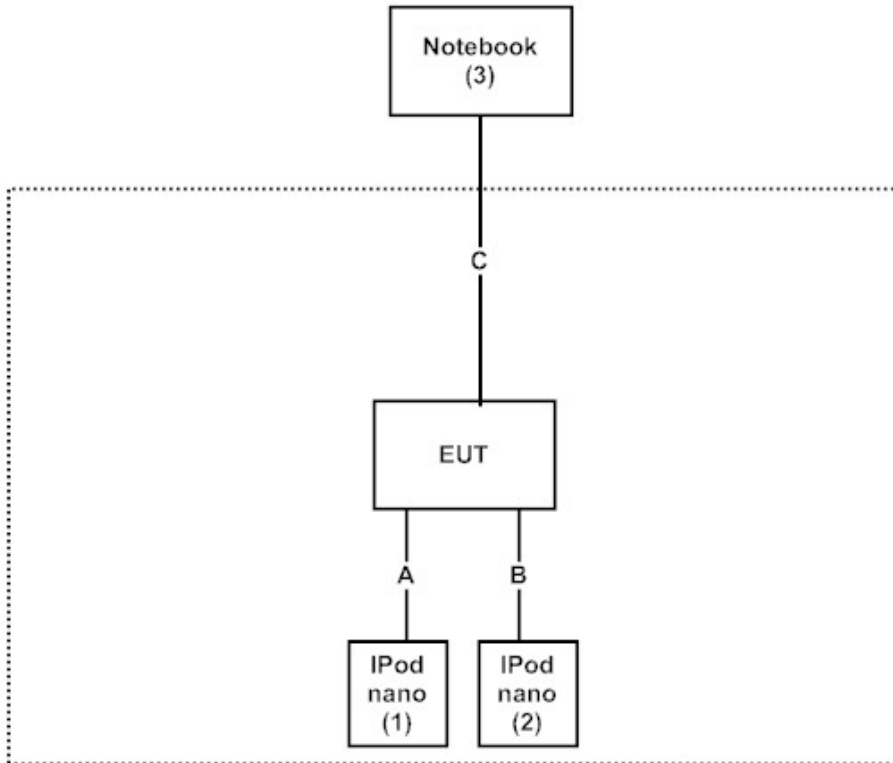 Notebook
(3)
C
EUT
A
B
IPod
nano
(1)
IPod
nano
(2)